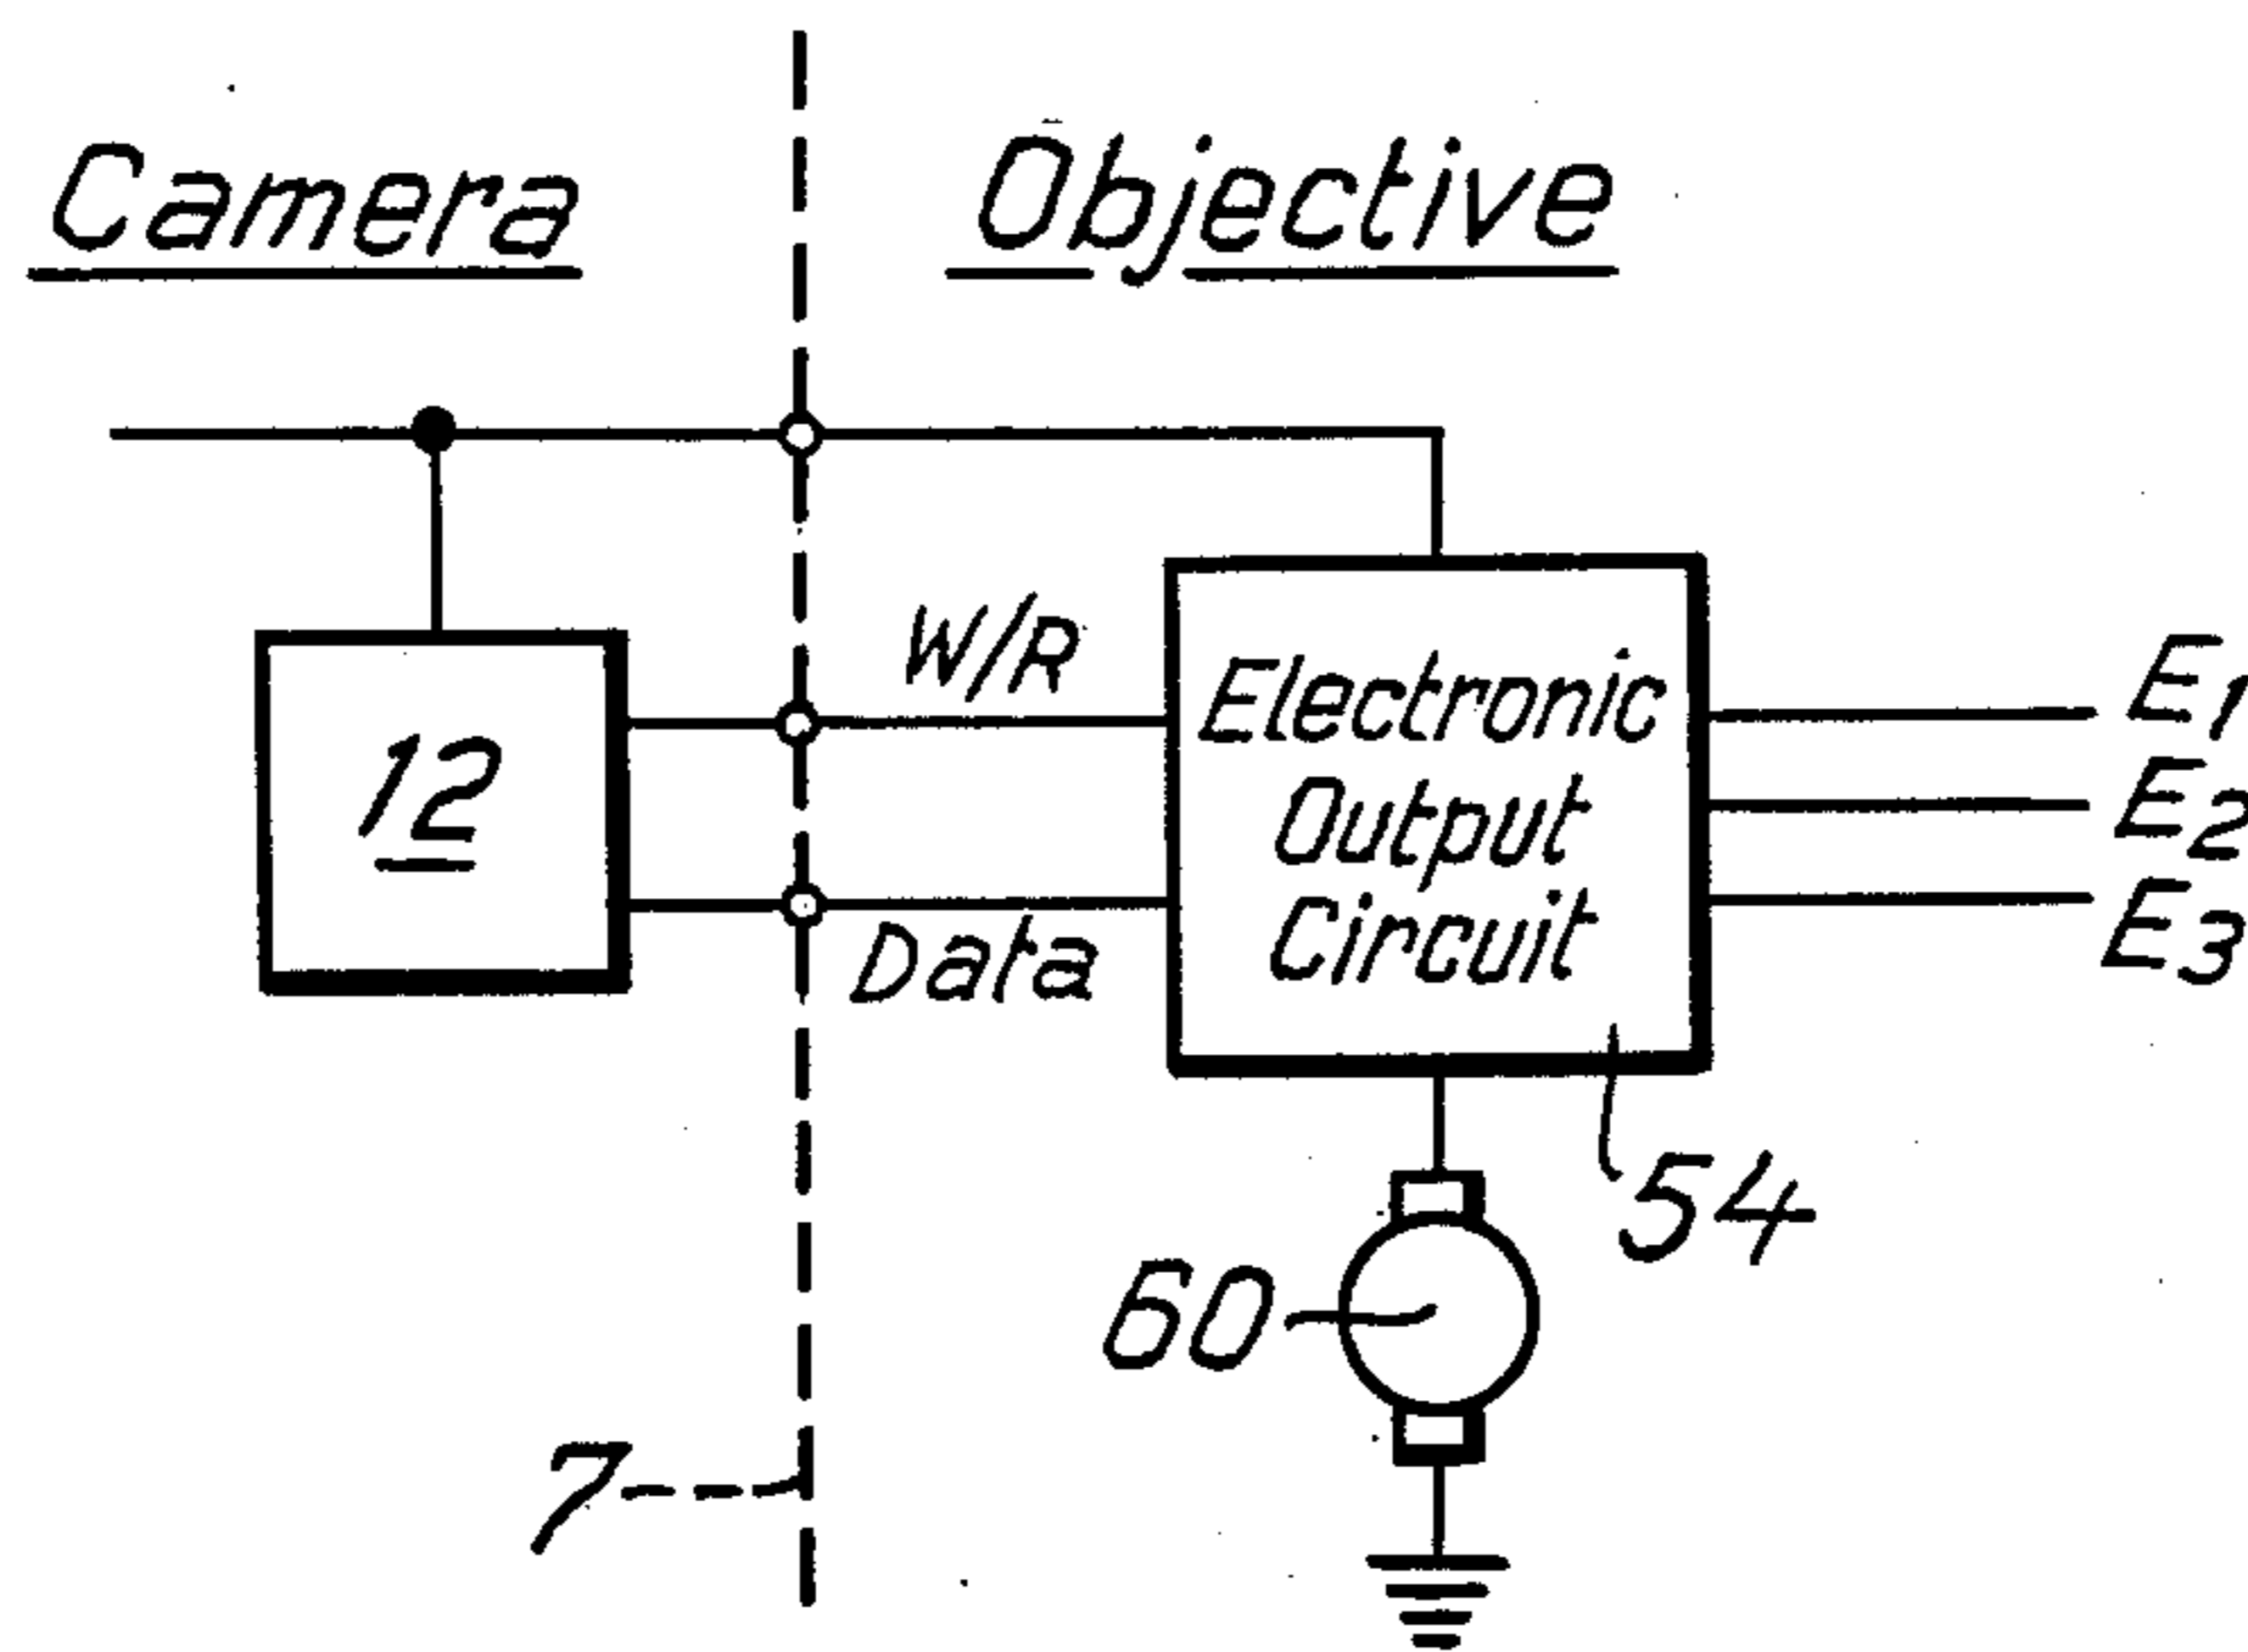 Camera
Objective
W/R
Electronic
Output
Circuit
12
Data
E1
E2
E3
54
60
7